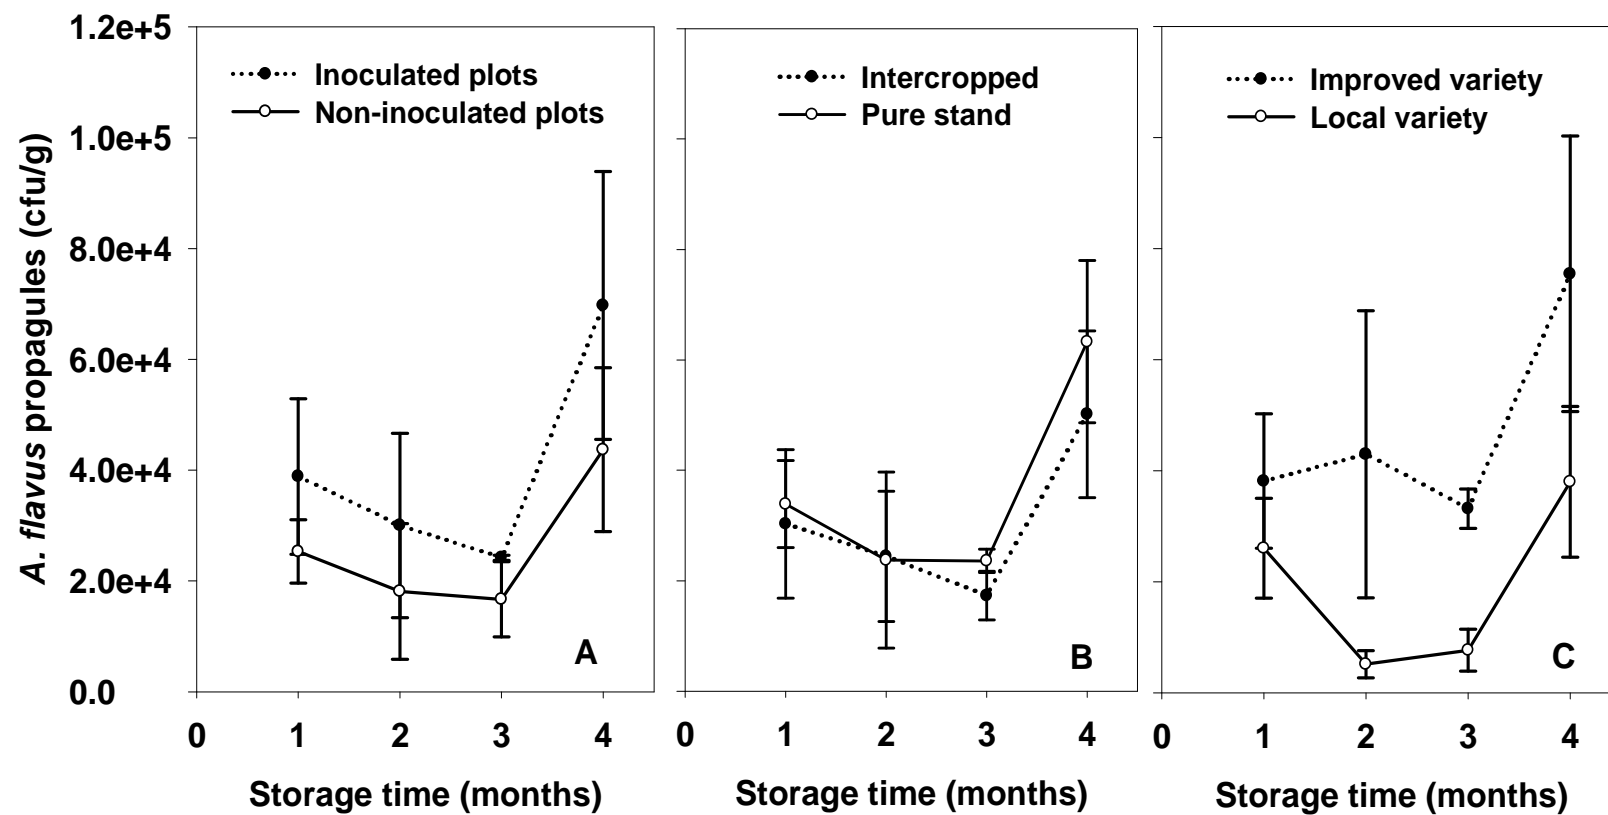 1.2e+5
1.0e+5
8.0e+4
6.0e+4
4.0e+4
2.0e+4
0.0
A. flavus propagules (cfu/g)
Inoculated plots
Non-inoculated plots
A
0 1 2 3 4
Storage time (months)
Intercropped
Pure stand
B
0 1 2 3 4
Storage time (months)
Improved variety
Local variety
C
0 1 2 3 4
Storage time (months)